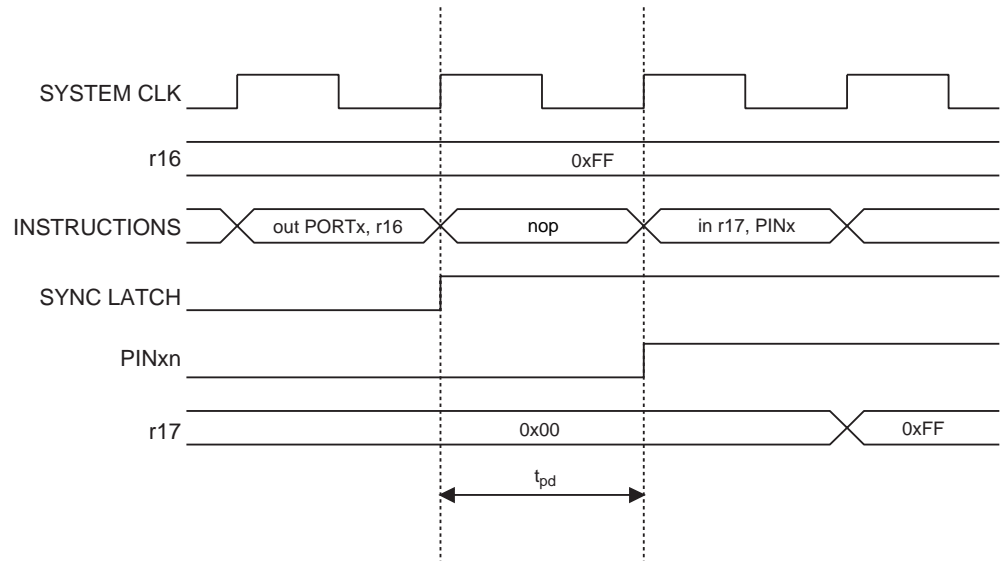 SYSTEM CLK
r16
0xFF
INSTRUCTIONS
out PORTx, r16
nop
in r17, PINx
SYNC LATCH
PINxn
r17
0x00
0xFF
tpd